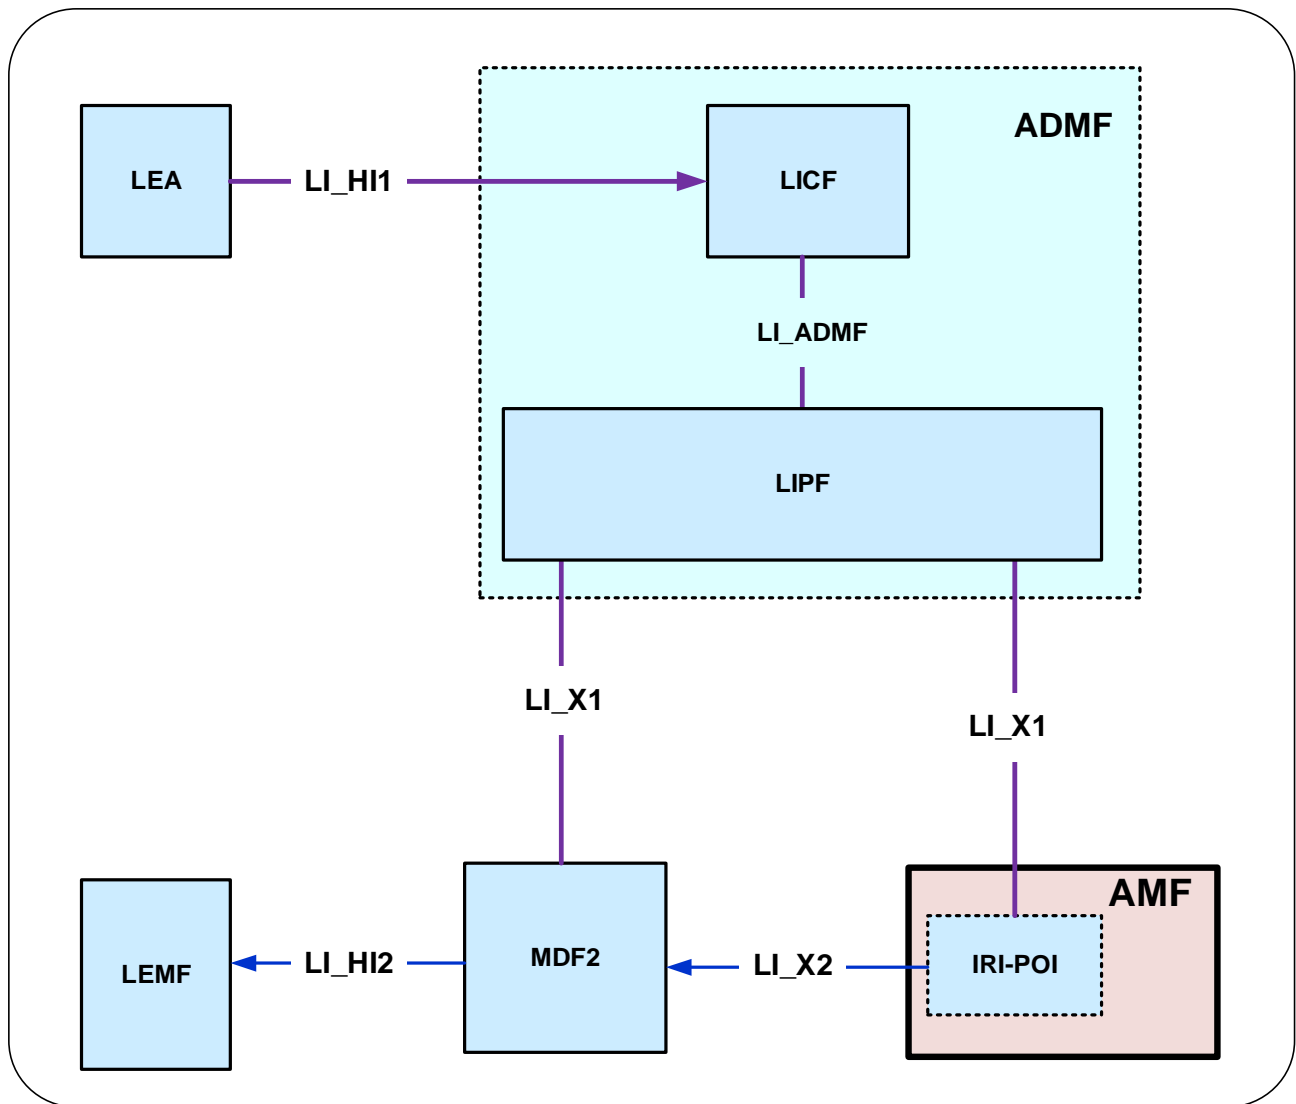 ADMF
LEA
LI_HI1
LICF
LI_ADMF
LIPF
LI_X1
LI_X1
AMF
LEMF
LI_HI2
MDF2
LI_X2
IRI-POI